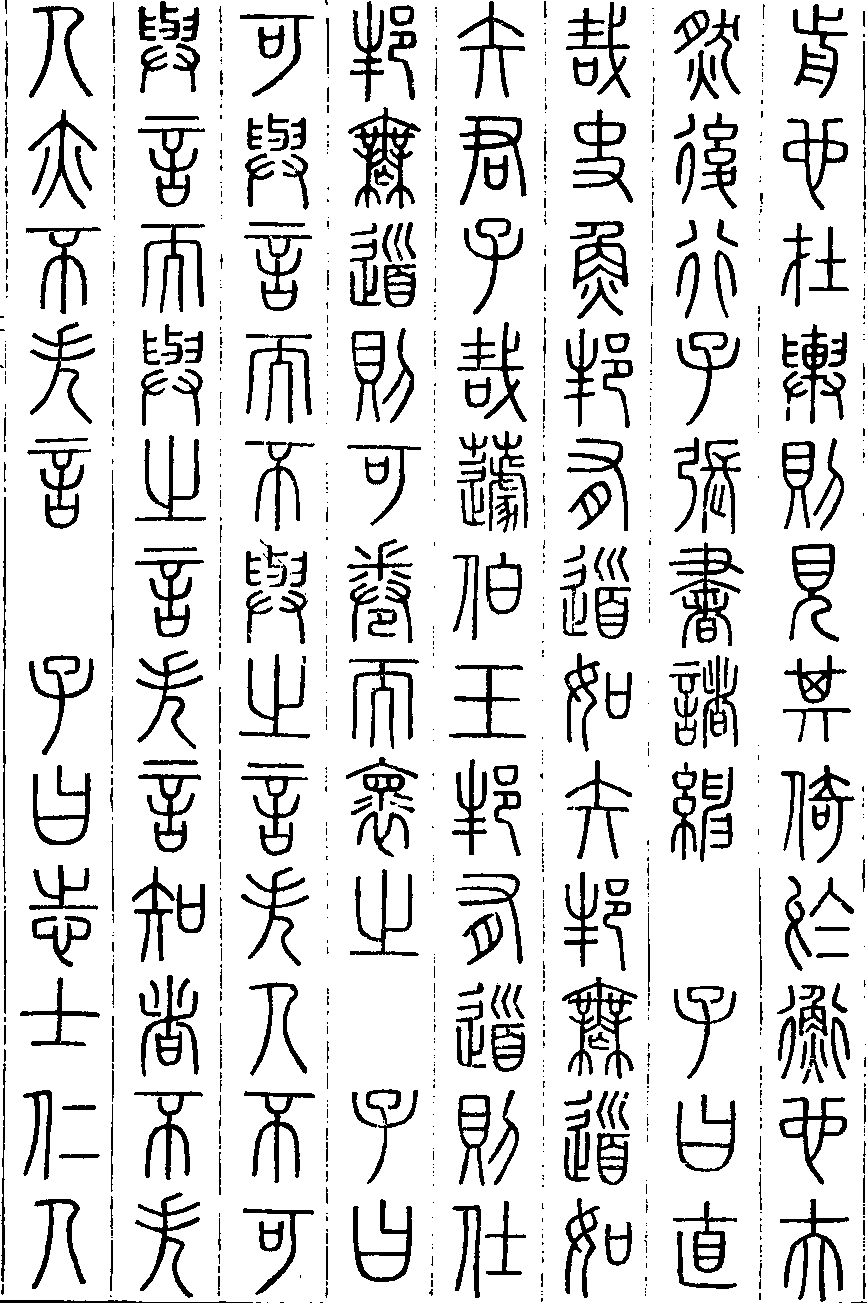 前也在輿則見其倚於衡也夫
然後行子張書諸紳　子曰直
哉史魚邦有道如矢邦無道如
矢君子哉蘧伯玉邦有道則仕
邦無道則可卷而懷之　子曰
可與言而不與之言失人不可
與言而與之言失言知者不失
人亦不失言　子曰志士仁人